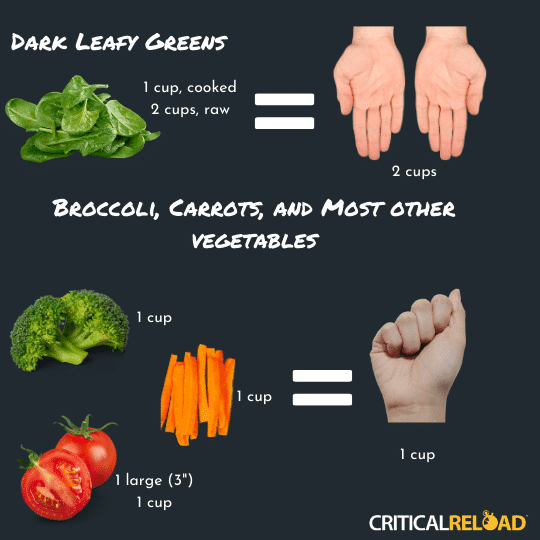 Dark Leafy Greens
1 cup, cooked
2 cups, raw
2 cups
Broccoli, Carrots, and Most other
vegetables
1 cup
1 cup
1 large (3")
1 cup
1 cup
CRITICALRELOAD